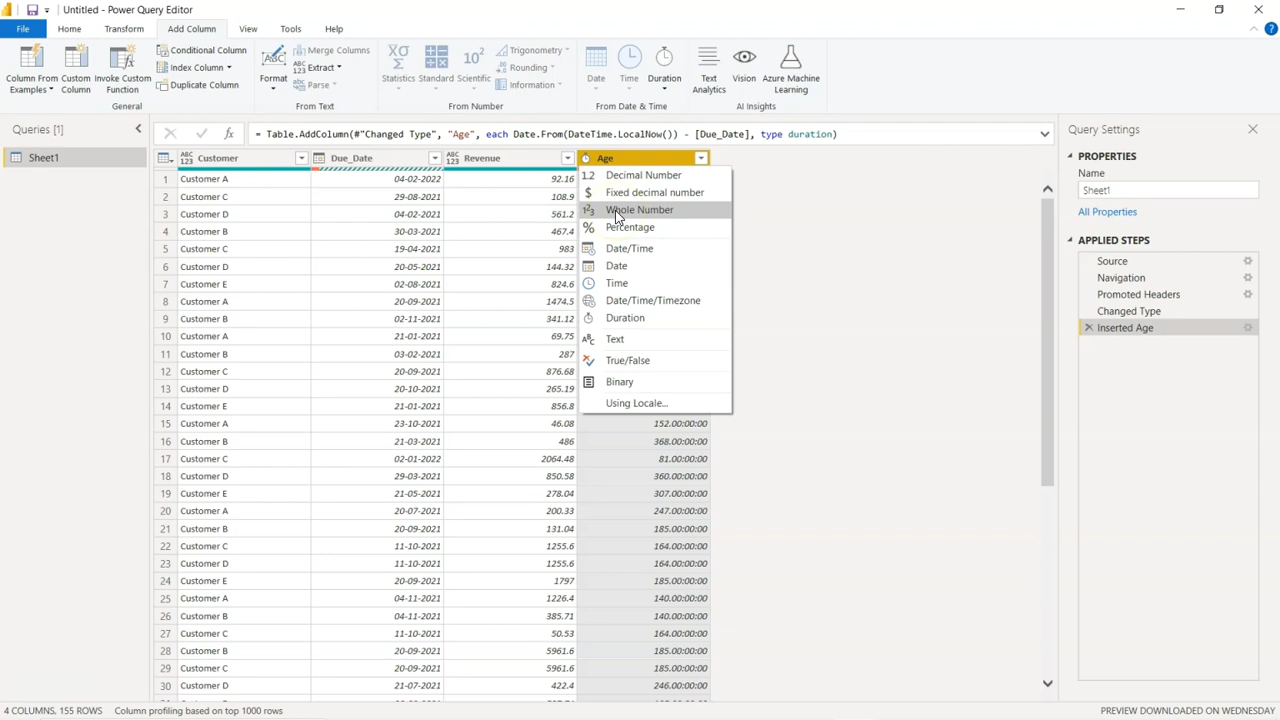 Untitled - Power Query Editor
File Home Transform Add Column View Tools Help
Column From Examples
Custom Column
Invoke Custom Function
Conditional Column
Index Column
Duplicate Column
General
Format
Merge Columns
Extract
Parse
From Text
Statistics
Standard
Scientific
Trigonometry
Rounding
Information
From Number
Date
Time
Duration
From Date & Time
Text Analytics
Vision
Azure Machine Learning
AI Insights
Queries [1]
Sheet1
= Table.AddColumn(#"Changed Type", "Age", each Date.From(DateTime.LocalNow()) - [Due_Date], type duration)
Customer Due_Date Revenue Age
1 Customer A 04-02-2022 92.16
2 Customer C 29-08-2021 108.9
3 Customer D 04-02-2022 561.2
4 Customer B 30-03-2022 467.4
5 Customer C 19-04-2021 983
6 Customer D 20-05-2021 144.32
7 Customer E 02-08-2021 824.6
8 Customer A 20-09-2021 1474.5
9 Customer B 02-11-2021 341.12
10 Customer A 21-01-2021 69.75
11 Customer B 03-02-2021 287
12 Customer C 20-09-2021 876.68
13 Customer D 20-10-2021 265.19
14 Customer E 21-01-2021 856.8
15 Customer A 23-10-2021 46.08 152.00:00:00
16 Customer B 21-03-2021 486 368.00:00:00
17 Customer C 02-01-2022 2064.48 81.00:00:00
18 Customer D 29-03-2021 850.58 360.00:00:00
19 Customer E 21-05-2021 278.04 307.00:00:00
20 Customer A 20-07-2021 200.33 247.00:00:00
21 Customer B 20-09-2021 131.04 185.00:00:00
22 Customer C 11-10-2021 1255.6 164.00:00:00
23 Customer D 11-10-2021 1255.6 164.00:00:00
24 Customer E 20-09-2021 1797 185.00:00:00
25 Customer A 04-11-2021 1226.4 140.00:00:00
26 Customer B 04-11-2021 385.71 140.00:00:00
27 Customer C 11-10-2021 50.53 164.00:00:00
28 Customer B 20-09-2021 5961.6 185.00:00:00
29 Customer C 20-09-2021 5961.6 185.00:00:00
30 Customer D 21-07-2021 422.4 246.00:00:00
1.2 Decimal Number
$ Fixed decimal number
123 Whole Number
% Percentage
Date/Time
Date
Time
Date/Time/Timezone
Duration
Text
True/False
Binary
Using Locale...
Query Settings
PROPERTIES
Name
Sheet1
All Properties
APPLIED STEPS
Source
Navigation
Promoted Headers
Changed Type
Inserted Age
4 COLUMNS, 155 ROWS Column profiling based on top 1000 rows
PREVIEW DOWNLOADED ON WEDNESDAY